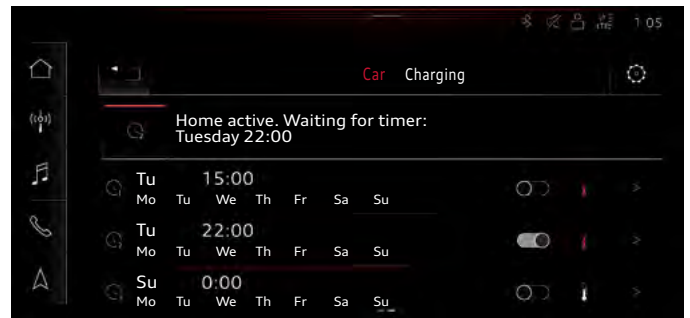 1 05
Car Charging
Home active. Waiting for timer:
Tuesday 22:00
Tu 15:00
Mo Tu We Th Fr Sa Su
Tu 22:00
Mo Tu We Th Fr Sa Su
Su 0:00
Mo Tu We Th Fr Sa Su